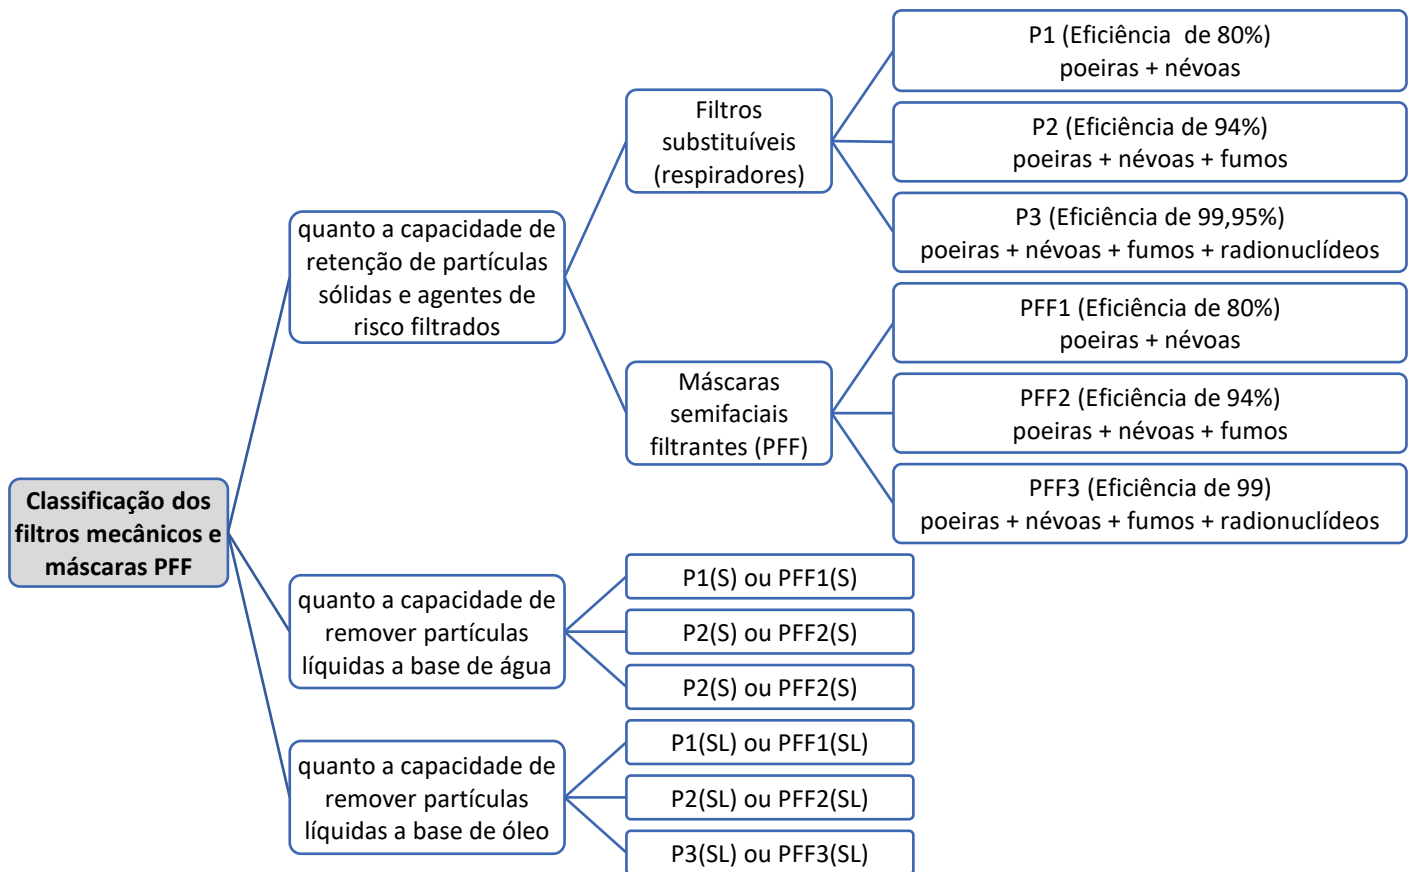 Classificação dos
filtros mecânicos e
máscaras PFF
quanto a capacidade de
retenção de partículas
sólidas e agentes de
risco filtrados
Filtros
substituíveis
(respiradores)
P1 (Eficiência  de 80%)
poeiras + névoas
P2 (Eficiência de 94%)
poeiras + névoas + fumos
P3 (Eficiência de 99,95%)
poeiras + névoas + fumos + radionuclídeos
Máscaras
semifaciais
filtrantes (PFF)
PFF1 (Eficiência de 80%)
poeiras + névoas
PFF2 (Eficiência de 94%)
poeiras + névoas + fumos
PFF3 (Eficiência de 99)
poeiras + névoas + fumos + radionuclídeos
quanto a capacidade de
remover partículas
líquidas a base de água
P1(S) ou PFF1(S)
P2(S) ou PFF2(S)
P2(S) ou PFF2(S)
quanto a capacidade de
remover partículas
líquidas a base de óleo
P1(SL) ou PFF1(SL)
P2(SL) ou PFF2(SL)
P3(SL) ou PFF3(SL)